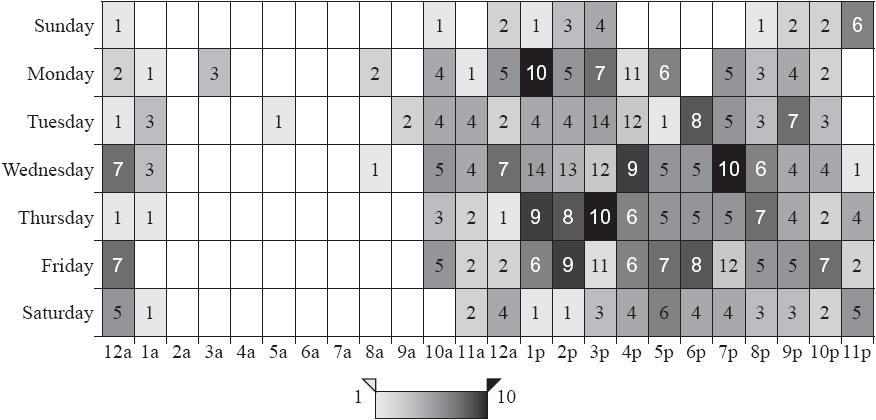 Sunday 1 1 2 1 3 4 1 2 2 6
Monday 2 1 3 2 4 1 5 10 5 7 11 6 5 3 4 2
Tuesday 1 3 1 2 4 4 2 4 4 14 12 1 8 5 3 7 3
Wednesday 7 3 1 5 4 7 14 13 12 9 5 5 10 6 4 4 1
Thursday 1 1 3 2 1 9 8 10 6 5 5 5 7 4 2 4
Friday 7 5 2 2 6 9 11 6 7 8 12 5 5 7 2
Saturday 5 1 2 4 1 1 3 4 6 4 4 3 3 2 5
12a 1a 2a 3a 4a 5a 6a 7a 8a 9a 10a 11a 12a 1p 2p 3p 4p 5p 6p 7p 8p 9p 10p 11p
1 10